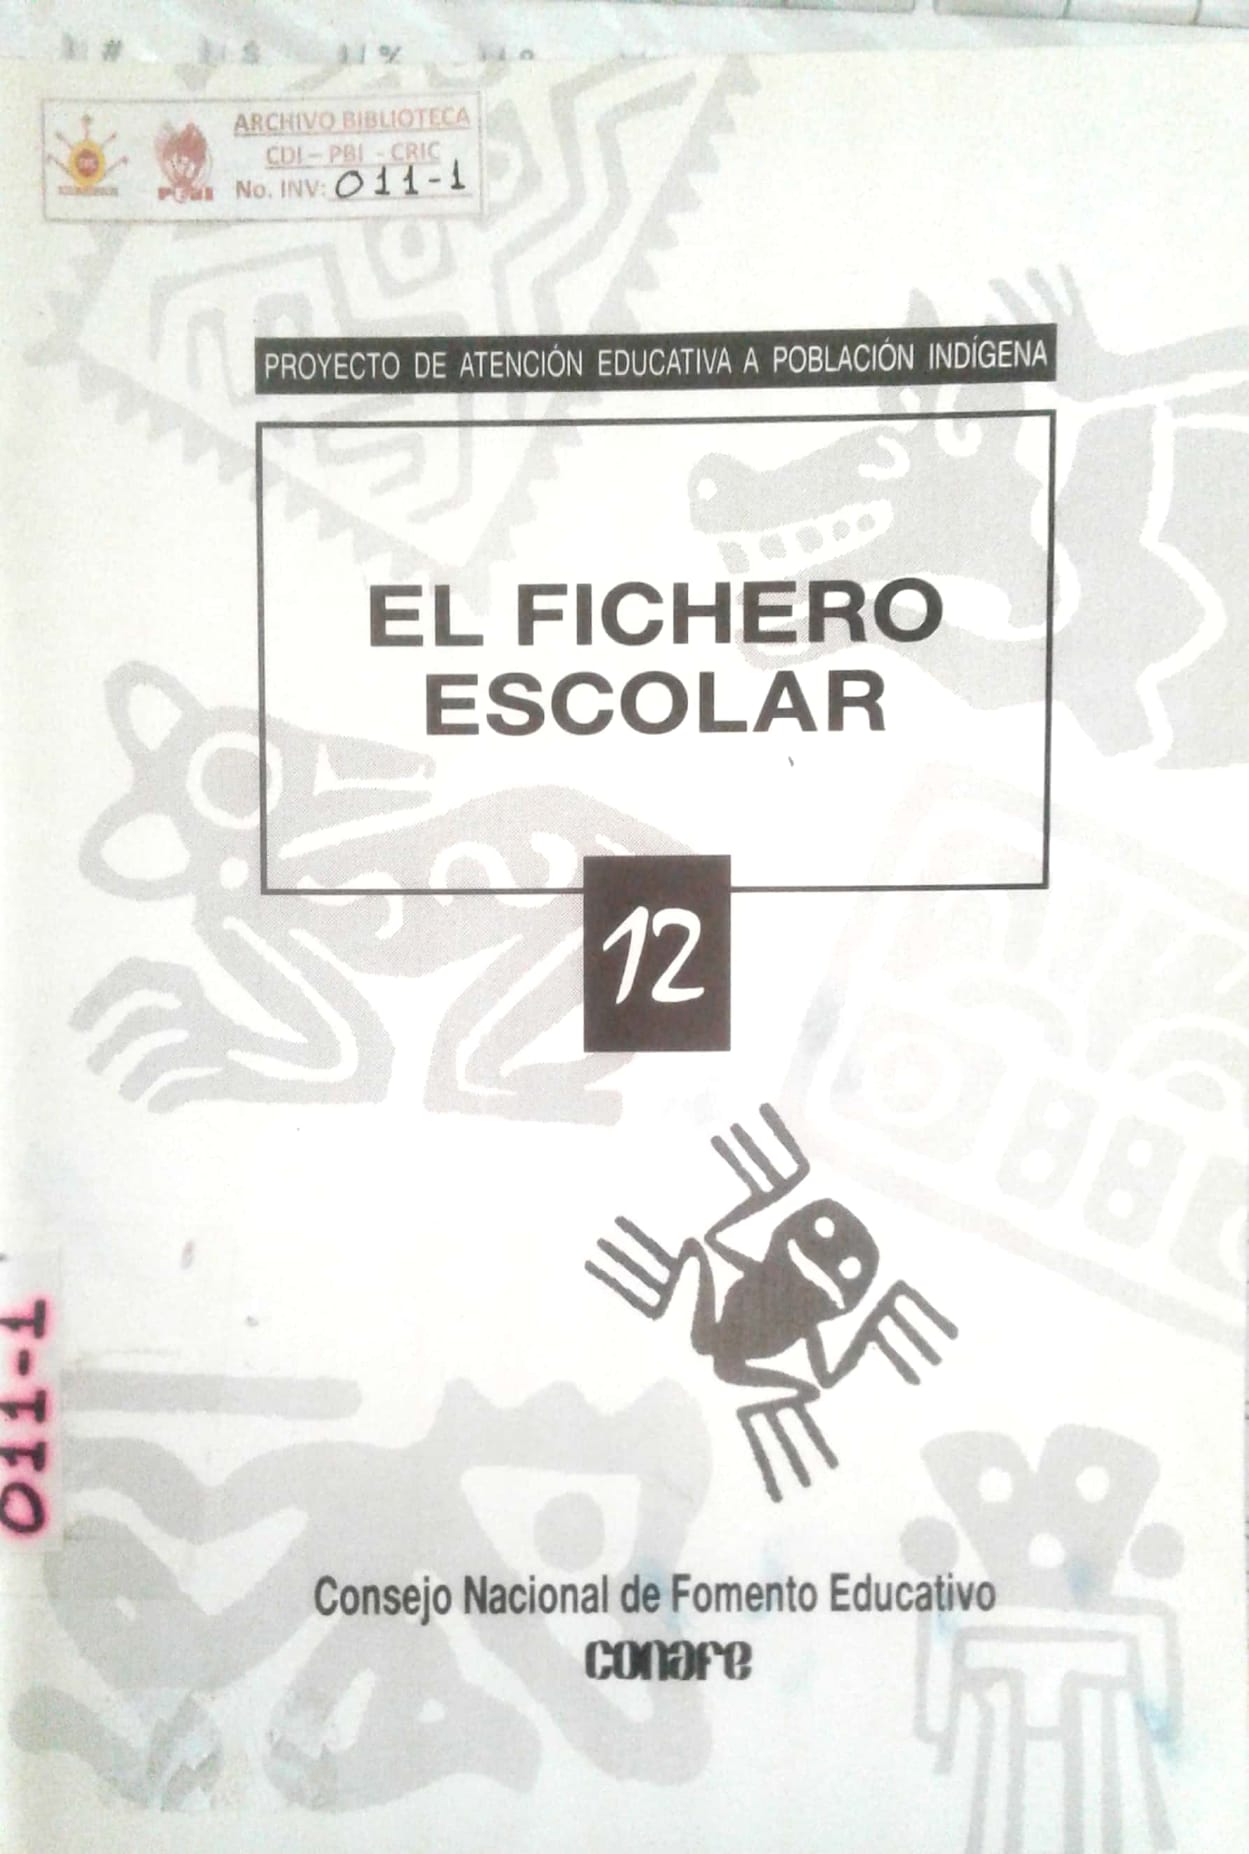 ARCHIVO BIBLIOTECA
CDI – PBI - CRIC
No. INV: 011-1
PROYECTO DE ATENCIÓN EDUCATIVA A POBLACIÓN INDÍGENA
EL FICHERO
ESCOLAR
12
011-1
Consejo Nacional de Fomento Educativo
conafe